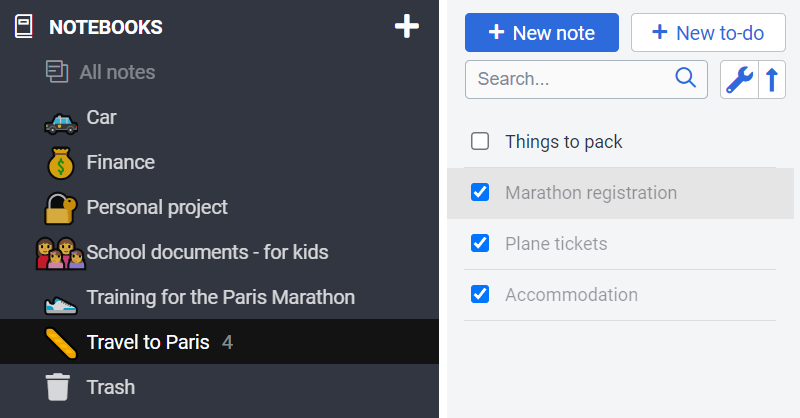 NOTEBOOKS
All notes
Car
Finance
Personal project
School documents - for kids
Training for the Paris Marathon
Travel to Paris 4
Trash
New note
New to-do
Search...
Things to pack
Marathon registration
Plane tickets
Accommodation